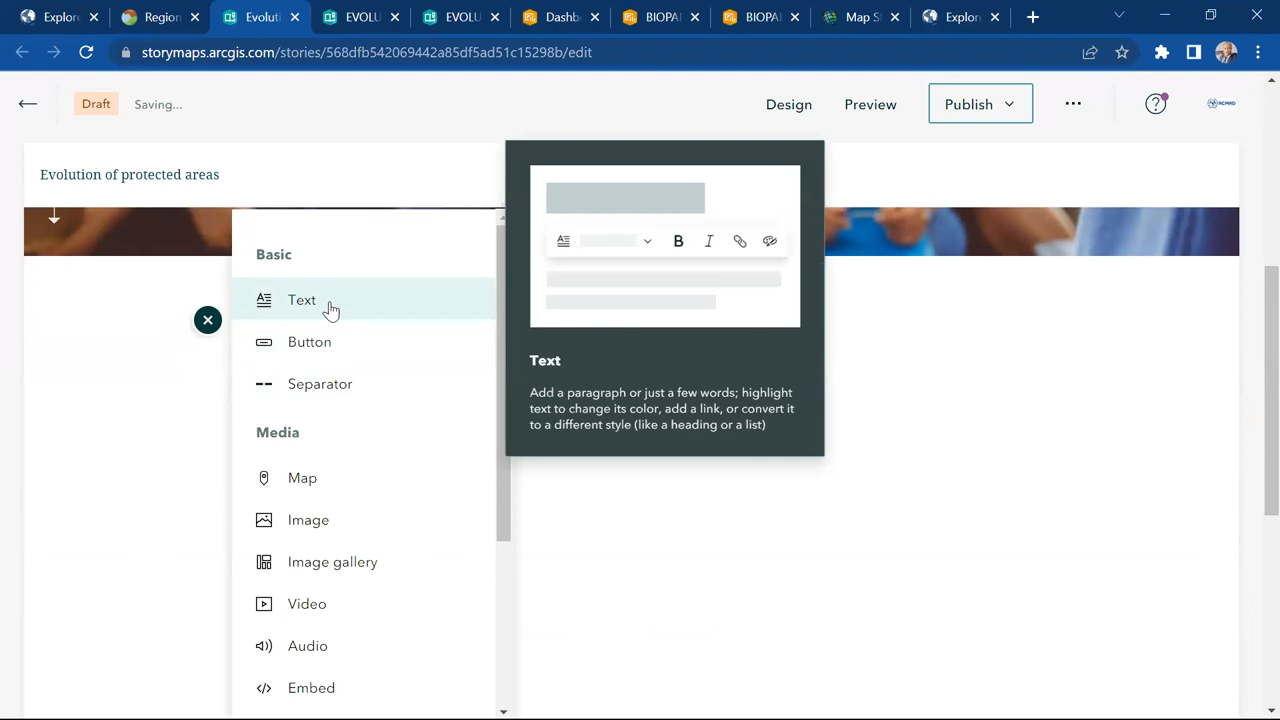 Explore
Region
Evoluti
EVOLU
EVOLU
Dashb
BIOPA
BIOPA
Map S
Explor
storymaps.arcgis.com/stories/568dfb542069442a85df5ad51c15298b/edit
Draft
Saving...
Design
Preview
Publish
RCMRD
Evolution of protected areas
Basic
Text
Button
Separator
Media
Map
Image
Image gallery
Video
Audio
Embed
B I
Text
Add a paragraph or just a few words; highlight
text to change its color, add a link, or convert it
to a different style (like a heading or a list)